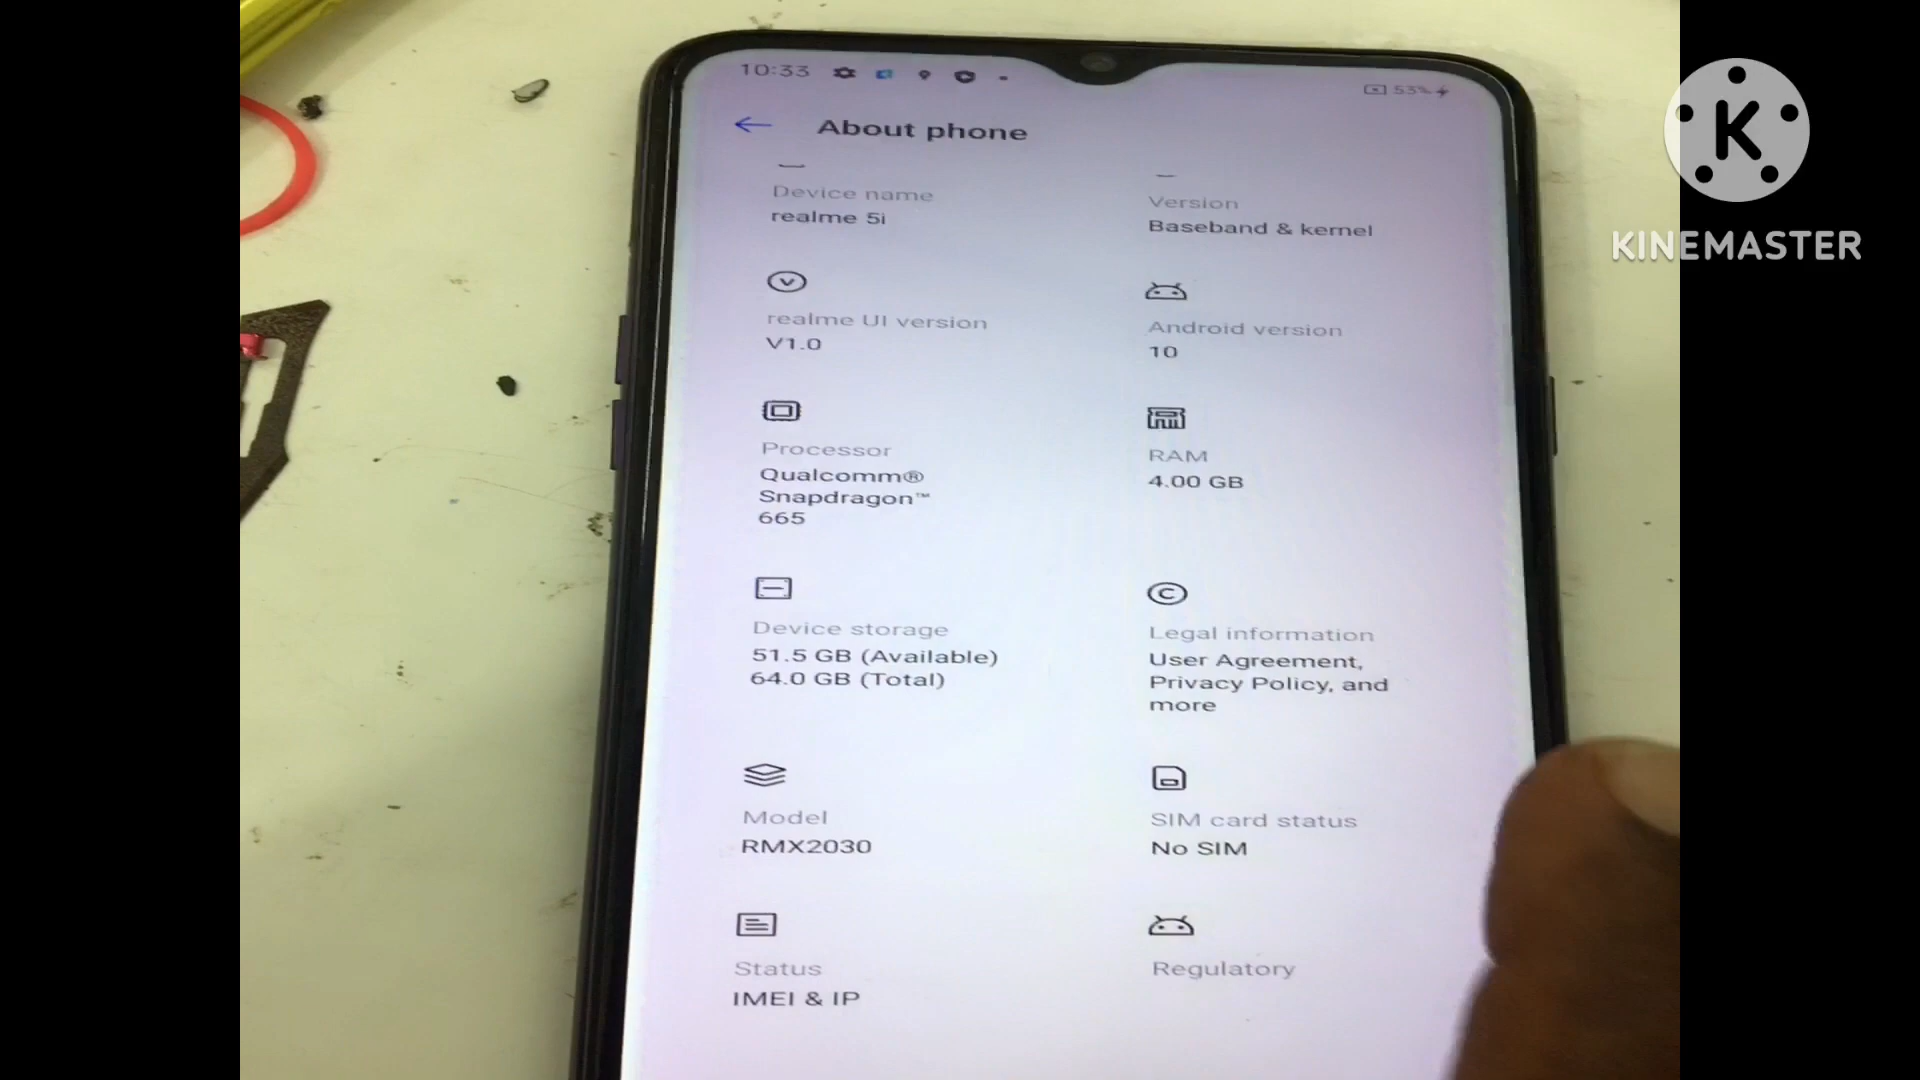 10:33
53%
About phone
Device name
realme 5i
Version
Baseband & kernel
realme UI version
V1.0
Android version
10
Processor
Qualcomm®
Snapdragon™
665
RAM
4.00 GB
Device storage
51.5 GB (Available)
64.0 GB (Total)
Legal information
User Agreement,
Privacy Policy, and
more
Model
RMX2030
SIM card status
No SIM
Status
IMEI & IP
Regulatory
K
KINEMASTER